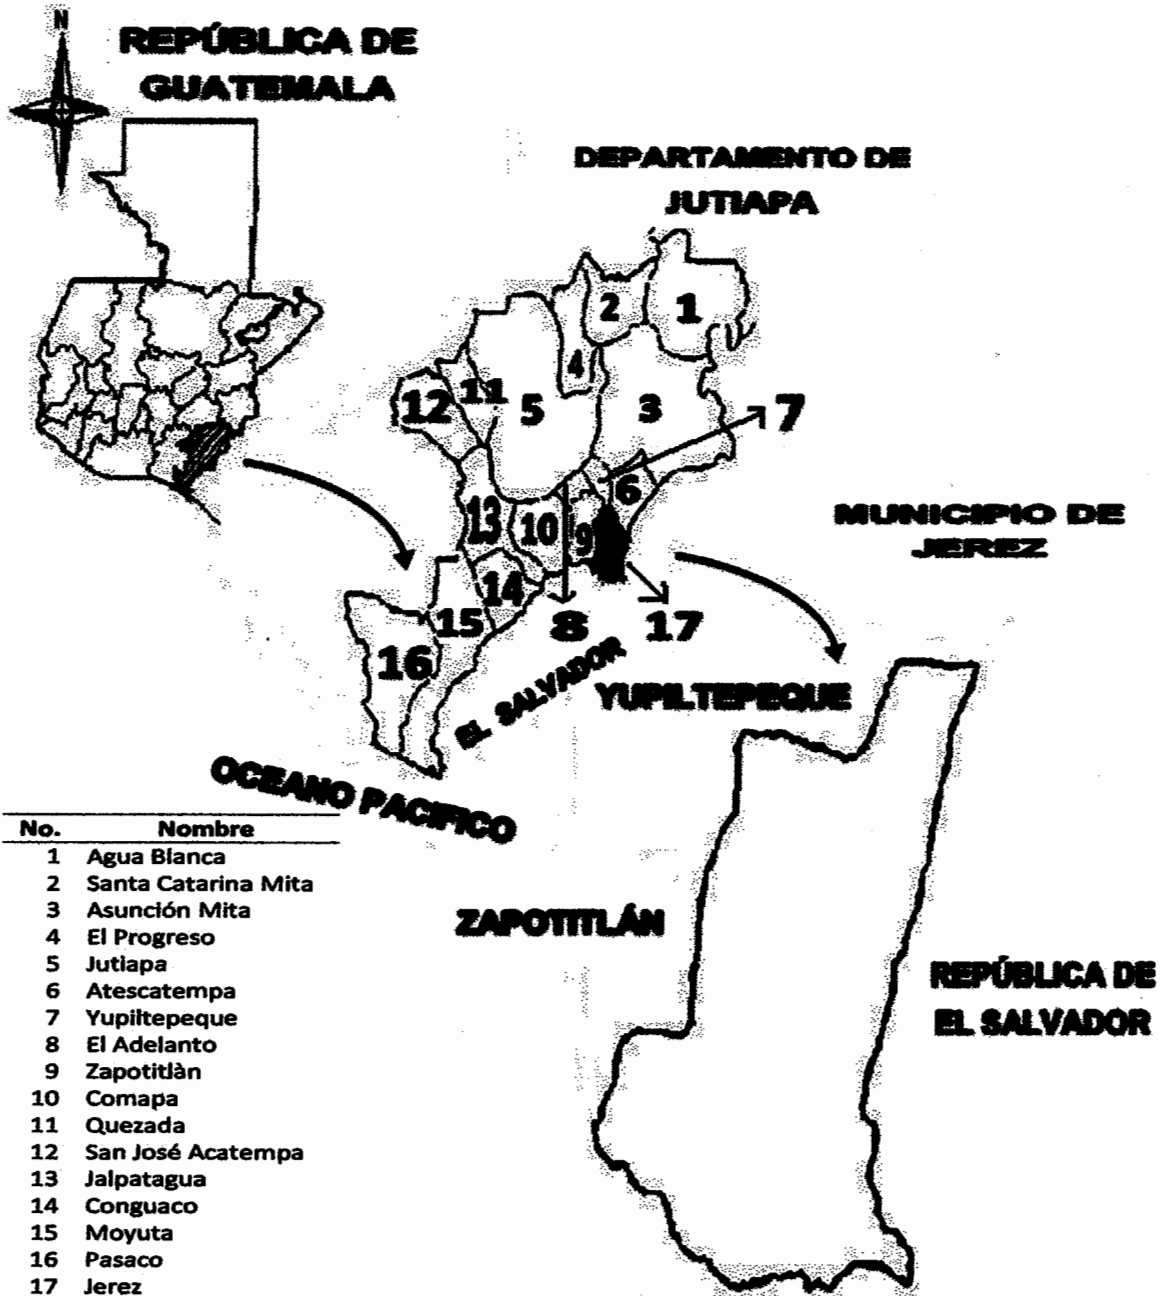 N
REPÚBLICA DE
GUATEMALA
DEPARTAMENTO DE
JUTIAPA
1
2
4
3
5
11
12
7
6
13
10
9
14
15
16
8
17
MUNICIPIO DE
JEREZ
EL SALVADOR
OCEANO PACIFICO
YUPILTEPEQUE
ZAPOTITLÁN
REPÚBLICA DE
EL SALVADOR
No. Nombre
1 Agua Blanca
2 Santa Catarina Mita
3 Asunción Mita
4 El Progreso
5 Jutiapa
6 Atescatempa
7 Yupiltepeque
8 El Adelanto
9 Zapotitlàn
10 Comapa
11 Quezada
12 San José Acatempa
13 Jalpatagua
14 Conguaco
15 Moyuta
16 Pasaco
17 Jerez